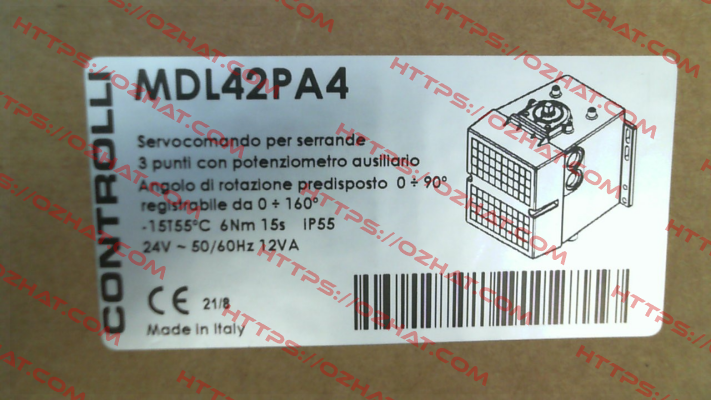 CONTROLLI
MDL42PA4
Servocomando per serrande
3 punti con potenziometro ausiliario
Angolo di rotazione predisposto 0 ÷ 90°
registrabile da 0 ÷ 160°
-15T55°C 6Nm 15s IP55
24V ~ 50/60Hz 12VA
CE 21/8
Made in Italy
HTTPS://OZHAT.COM